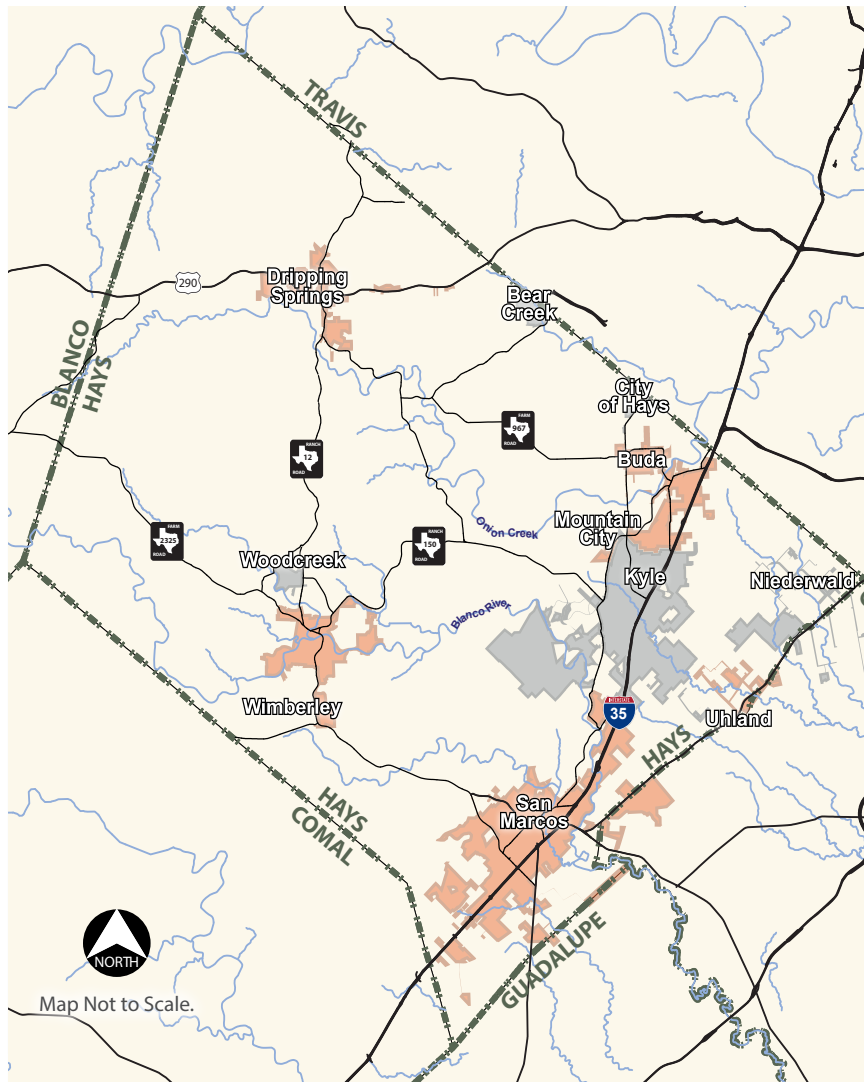 TRAVIS
290
Dripping
Springs
Bear
Creek
BLANCO
HAYS
City
of Hays
FARM
967
ROAD
RANCH
12
ROAD
Buda
Onion Creek
Mountain
City
FARM
2325
ROAD
RANCH
150
ROAD
Woodcreek
Kyle
Niederwald
Blanco River
Wimberley
INTERSTATE
35
Uhland
HAYS
HAYS
COMAL
San
Marcos
GUADALUPE
NORTH
Map Not to Scale.